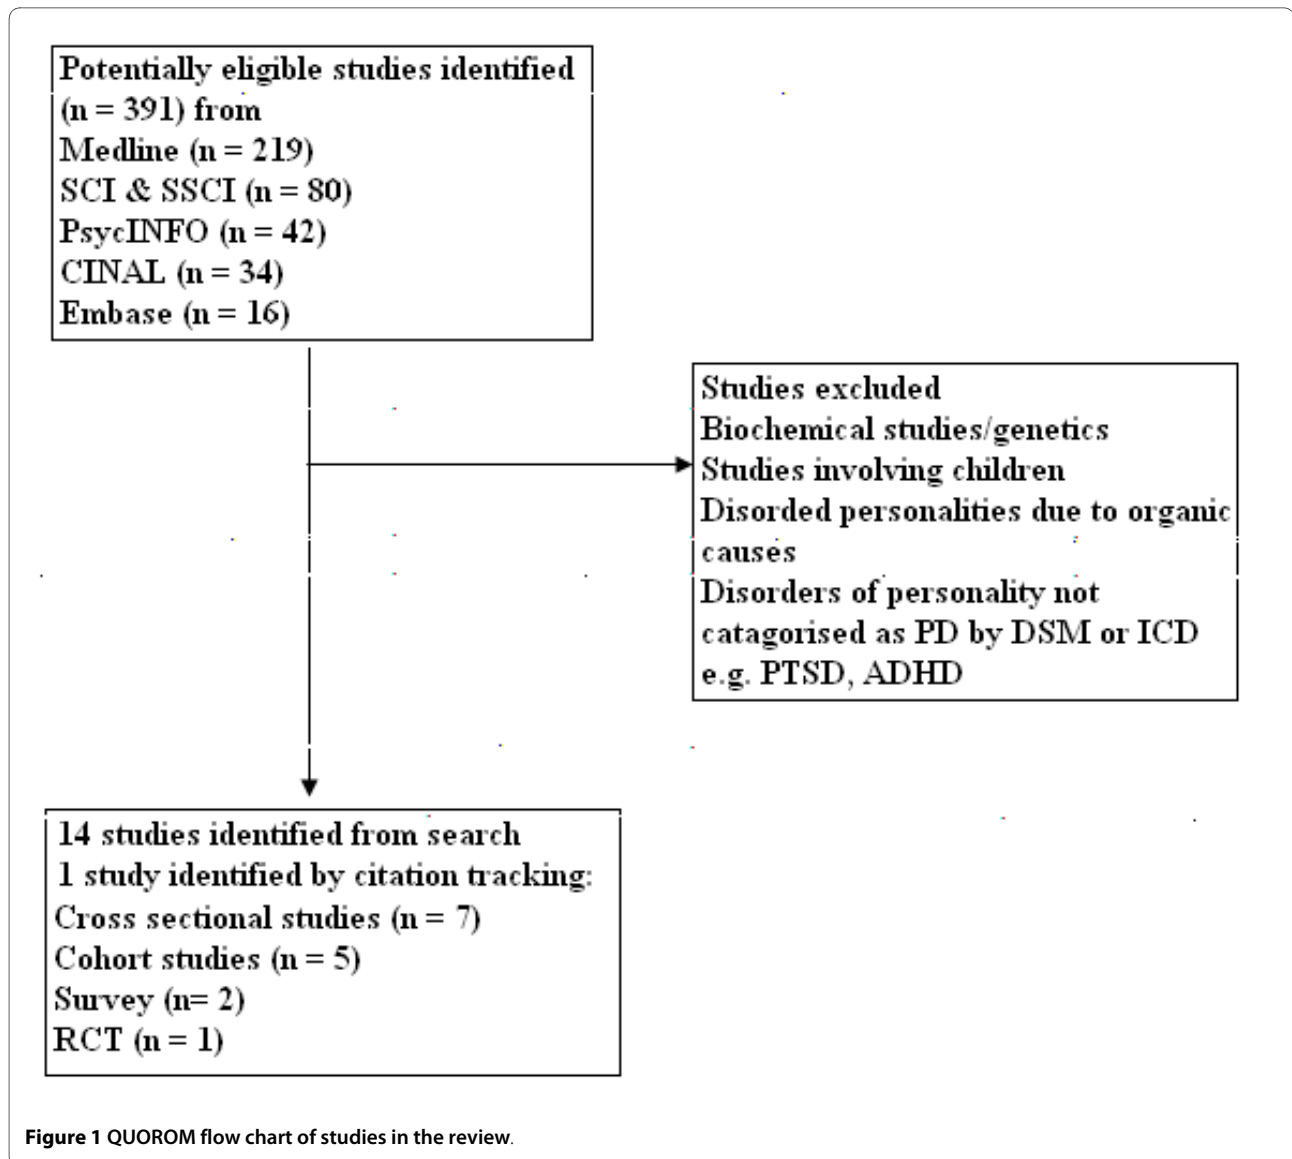 Potentially eligible studies identified
(n = 391) from
Medline (n = 219)
SCI & SSCI (n = 80)
PsycINFO (n = 42)
CINAL (n = 34)
Embase (n = 16)
Studies excluded
Biochemical studies/genetics
Studies involving children
Disorded personalities due to organic
causes
Disorders of personality not
catagorised as PD by DSM or ICD
e.g. PTSD, ADHD
14 studies identified from search
1 study identified by citation tracking:
Cross sectional studies (n = 7)
Cohort studies (n = 5)
Survey (n= 2)
RCT (n = 1)
Figure 1 QUOROM flow chart of studies in the review.